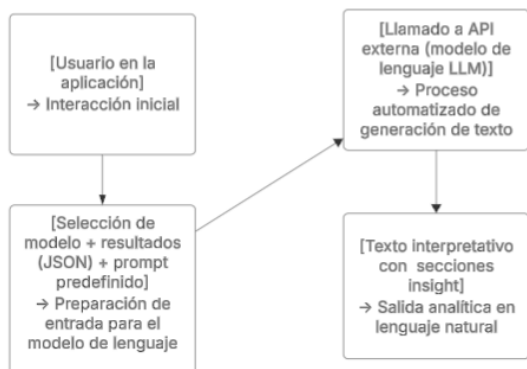 [Usuario en la
aplicación]
→ Interacción inicial
[Selección de
modelo + resultados
(JSON) + prompt
predefinido]
→ Preparación de
entrada para el
modelo de lenguaje
[Llamado a API
externa (modelo de
lenguaje LLM)]
→ Proceso
automatizado de
generación de texto
[Texto interpretativo
con secciones
insight]
→ Salida analítica en
lenguaje natural